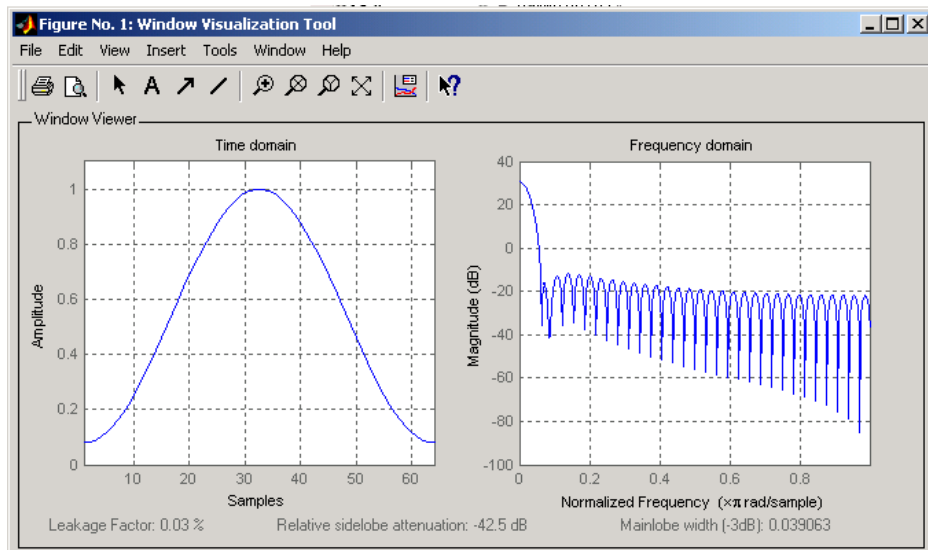 Figure No. 1: Window Visualization Tool
File Edit View Insert Tools Window Help
A
Window Viewer
Time domain
Amplitude
1
0.8
0.6
0.4
0.2
0
10 20 30 40 50 60
Samples
Frequency domain
Magnitude (dB)
40
20
0
-20
-40
-60
-80
-100
0 0.2 0.4 0.6 0.8
Normalized Frequency (×π rad/sample)
Leakage Factor: 0.03 % Relative sidelobe attenuation: -42.5 dB Mainlobe width (-3dB): 0.039063